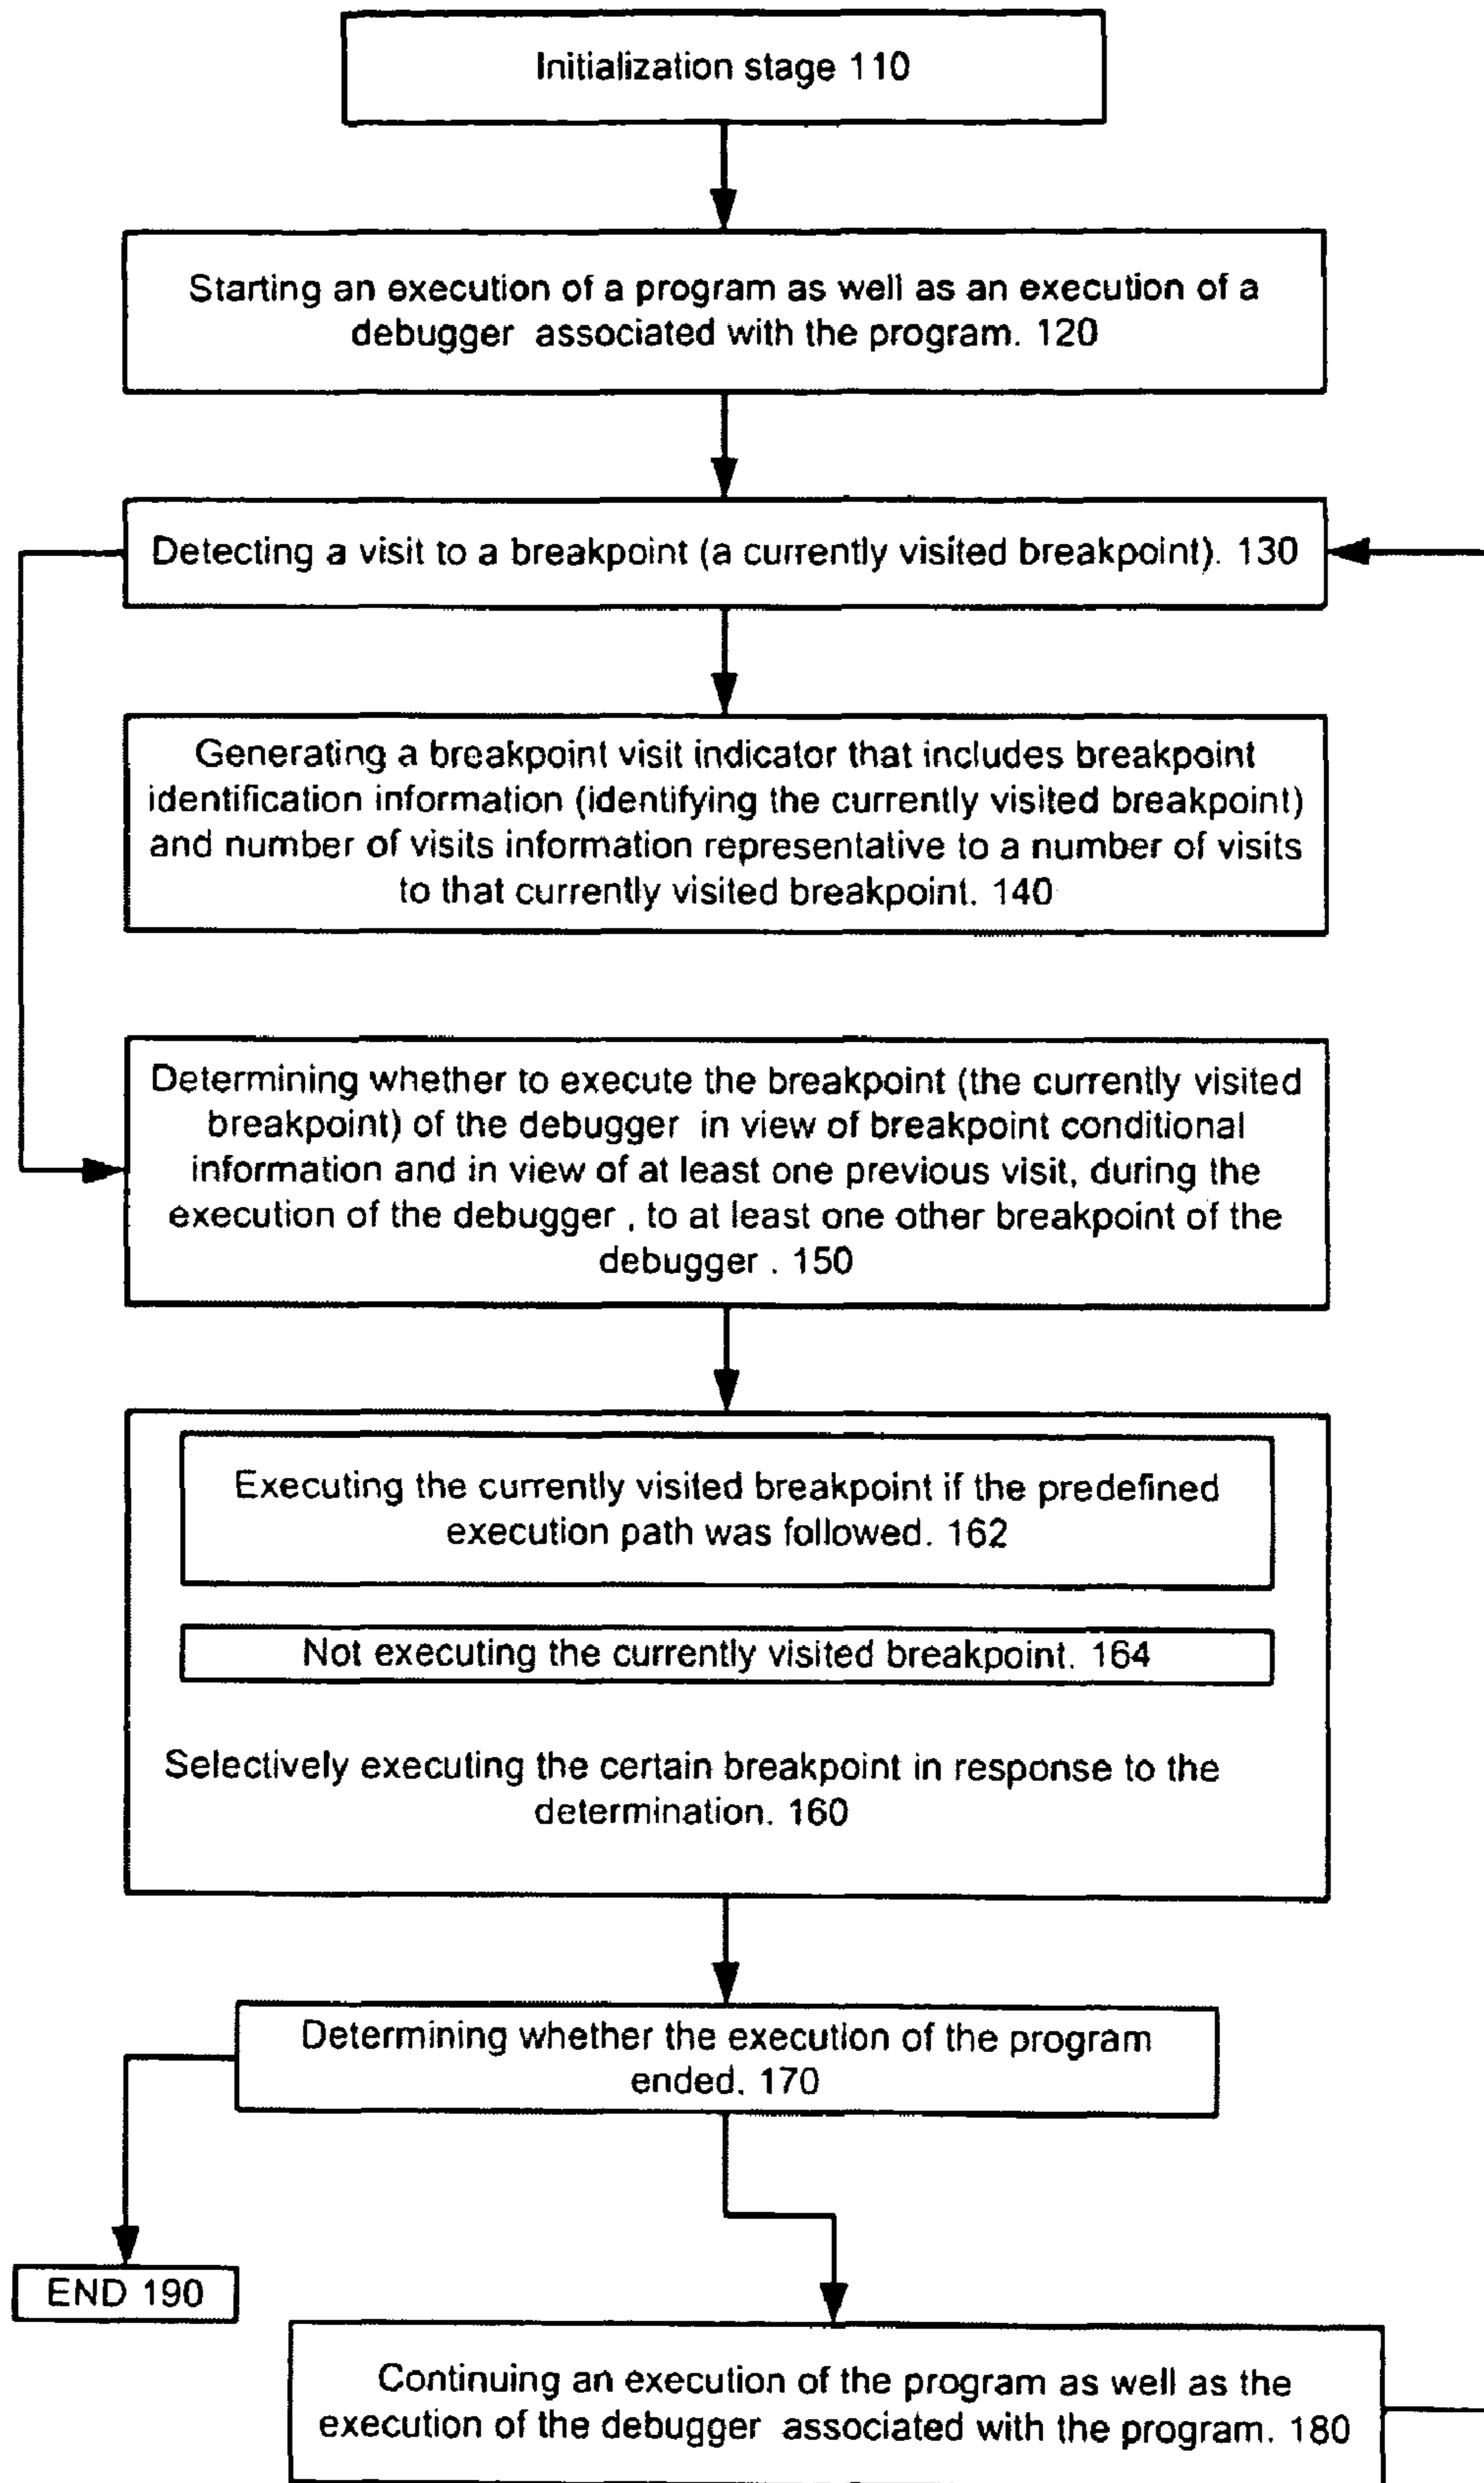 Initialization stage 110
Starting an execution of a program as well as an execution of a
debugger associated with the program. 120
Detecting a visit to a breakpoint (a currently visited breakpoint). 130
Generating a breakpoint visit indicator that includes breakpoint
identification information (identifying the currently visited breakpoint)
and number of visits information representative to a number of visits
to that currently visited breakpoint. 140
Determining whether to execute the breakpoint (the currently visited
breakpoint) of the debugger in view of breakpoint conditional
information and in view of at least one previous visit, during the
execution of the debugger , to at least one other breakpoint of the
debugger . 150
Executing the currently visited breakpoint if the predefined
execution path was followed. 162
Not executing the currently visited breakpoint. 164
Selectively executing the certain breakpoint in response to the
determination. 160
Determining whether the execution of the program
ended. 170
END 190
Continuing an execution of the program as well as the
execution of the debugger associated with the program. 180